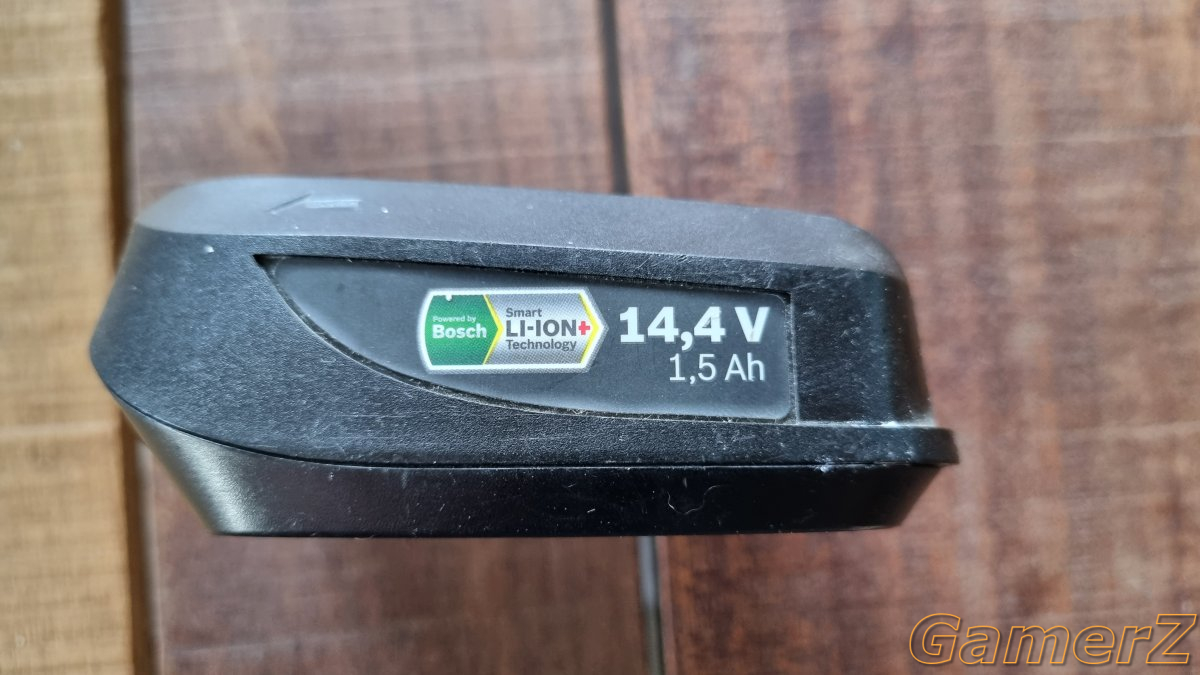 Powered by
Bosch
Smart
LI-ION+
Technology
14,4 V
1,5 Ah
GamerZ